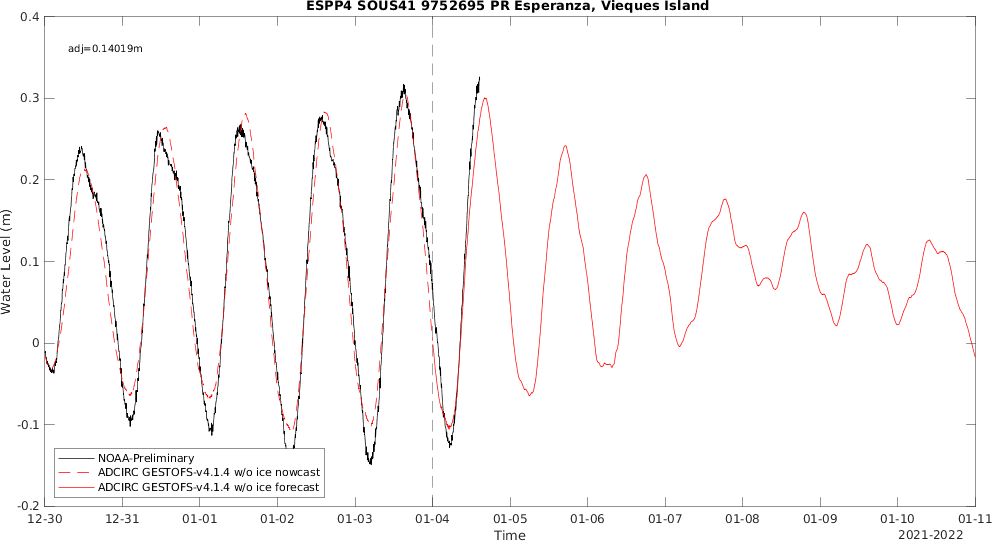 ESPP4 SOUS41 9752695 PR Esperanza, Vieques Island
0.4
adj=0.14019m
0.3
0.2
0.1
0
-0.1
-0.2
Water Level (m)
NOAA-Preliminary
ADCIRC GESTOFS-v4.1.4 w/o ice nowcast
ADCIRC GESTOFS-v4.1.4 w/o ice forecast
12-30 12-31 01-01 01-02 01-03 01-04 01-05 01-06 01-07 01-08 01-09 01-10 01-11
Time
2021-2022